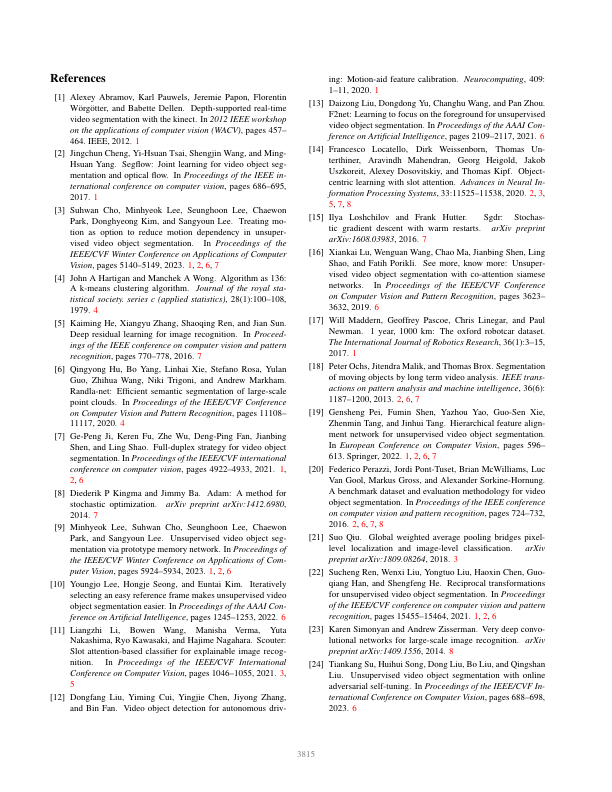 References
[1] Alexey Abramov, Karl Pauwels, Jeremie Papon, Florentin
Wörgötter, and Babette Dellen. Depth-supported real-time
video segmentation with the kinect. In 2012 IEEE workshop
on the applications of computer vision (WACV), pages 457–
464. IEEE, 2012. 1
[2] Jingchun Cheng, Yi-Hsuan Tsai, Shengjin Wang, and Ming-
Hsuan Yang. Segflow: Joint learning for video object seg-
mentation and optical flow. In Proceedings of the IEEE in-
ternational conference on computer vision, pages 686–695,
2017. 1
[3] Suhwan Cho, Minhyeok Lee, Seunghoon Lee, Chaewon
Park, Donghyeong Kim, and Sangyoun Lee. Treating mo-
tion as option to reduce motion dependency in unsuper-
vised video object segmentation. In Proceedings of the
IEEE/CVF Winter Conference on Applications of Computer
Vision, pages 5140–5149, 2023. 1, 2, 6, 7
[4] John A Hartigan and Manchek A Wong. Algorithm as 136:
A k-means clustering algorithm. Journal of the royal sta-
tistical society. series c (applied statistics), 28(1):100–108,
1979. 4
[5] Kaiming He, Xiangyu Zhang, Shaoqing Ren, and Jian Sun.
Deep residual learning for image recognition. In Proceed-
ings of the IEEE conference on computer vision and pattern
recognition, pages 770–778, 2016. 7
[6] Qingyong Hu, Bo Yang, Linhai Xie, Stefano Rosa, Yulan
Guo, Zhihua Wang, Niki Trigoni, and Andrew Markham.
Randla-net: Efficient semantic segmentation of large-scale
point clouds. In Proceedings of the IEEE/CVF Conference
on Computer Vision and Pattern Recognition, pages 11108–
11117, 2020. 4
[7] Ge-Peng Ji, Keren Fu, Zhe Wu, Deng-Ping Fan, Jianbing
Shen, and Ling Shao. Full-duplex strategy for video object
segmentation. In Proceedings of the IEEE/CVF international
conference on computer vision, pages 4922–4933, 2021. 1,
2, 6
[8] Diederik P Kingma and Jimmy Ba. Adam: A method for
stochastic optimization. arXiv preprint arXiv:1412.6980,
2014. 7
[9] Minhyeok Lee, Suhwan Cho, Seunghoon Lee, Chaewon
Park, and Sangyoun Lee. Unsupervised video object seg-
mentation via prototype memory network. In Proceedings of
the IEEE/CVF Winter Conference on Applications of Com-
puter Vision, pages 5924–5934, 2023. 1, 2, 6
[10] Youngjo Lee, Hongje Seong, and Euntai Kim. Iteratively
selecting an easy reference frame makes unsupervised video
object segmentation easier. In Proceedings of the AAAI Con-
ference on Artificial Intelligence, pages 1245–1253, 2022. 6
[11] Liangzhi Li, Bowen Wang, Manisha Verma, Yuta
Nakashima, Ryo Kawasaki, and Hajime Nagahara. Scouter:
Slot attention-based classifier for explainable image recog-
nition. In Proceedings of the IEEE/CVF International
Conference on Computer Vision, pages 1046–1055, 2021. 3,
5
[12] Dongfang Liu, Yiming Cui, Yingjie Chen, Jiyong Zhang,
and Bin Fan. Video object detection for autonomous driv-
ing: Motion-aid feature calibration. Neurocomputing, 409:
1–11, 2020. 1
[13] Daizong Liu, Dongdong Yu, Changhu Wang, and Pan Zhou.
F2net: Learning to focus on the foreground for unsupervised
video object segmentation. In Proceedings of the AAAI Con-
ference on Artificial Intelligence, pages 2109–2117, 2021. 6
[14] Francesco Locatello, Dirk Weissenborn, Thomas Un-
terthiner, Aravindh Mahendran, Georg Heigold, Jakob
Uszkoreit, Alexey Dosovitskiy, and Thomas Kipf. Object-
centric learning with slot attention. Advances in Neural In-
formation Processing Systems, 33:11525–11538, 2020. 2, 3,
5, 7, 8
[15] Ilya Loshchilov and Frank Hutter. Sgdr: Stochas-
tic gradient descent with warm restarts. arXiv preprint
arXiv:1608.03983, 2016. 7
[16] Xiankai Lu, Wenguan Wang, Chao Ma, Jianbing Shen, Ling
Shao, and Fatih Porikli. See more, know more: Unsuper-
vised video object segmentation with co-attention siamese
networks. In Proceedings of the IEEE/CVF Conference
on Computer Vision and Pattern Recognition, pages 3623–
3632, 2019. 6
[17] Will Maddern, Geoffrey Pascoe, Chris Linegar, and Paul
Newman. 1 year, 1000 km: The oxford robotcar dataset.
The International Journal of Robotics Research, 36(1):3–15,
2017. 1
[18] Peter Ochs, Jitendra Malik, and Thomas Brox. Segmentation
of moving objects by long term video analysis. IEEE trans-
actions on pattern analysis and machine intelligence, 36(6):
1187–1200, 2013. 2, 6, 7
[19] Gensheng Pei, Fumin Shen, Yazhou Yao, Guo-Sen Xie,
Zhenmin Tang, and Jinhui Tang. Hierarchical feature align-
ment network for unsupervised video object segmentation.
In European Conference on Computer Vision, pages 596–
613. Springer, 2022. 1, 2, 6, 7
[20] Federico Perazzi, Jordi Pont-Tuset, Brian McWilliams, Luc
Van Gool, Markus Gross, and Alexander Sorkine-Hornung.
A benchmark dataset and evaluation methodology for video
object segmentation. In Proceedings of the IEEE conference
on computer vision and pattern recognition, pages 724–732,
2016. 2, 6, 7, 8
[21] Suo Qiu. Global weighted average pooling bridges pixel-
level localization and image-level classification. arXiv
preprint arXiv:1809.08264, 2018. 3
[22] Sucheng Ren, Wenxi Liu, Yongtuo Liu, Haoxin Chen, Guo-
qiang Han, and Shengfeng He. Reciprocal transformations
for unsupervised video object segmentation. In Proceedings
of the IEEE/CVF conference on computer vision and pattern
recognition, pages 15455–15464, 2021. 1, 2, 6
[23] Karen Simonyan and Andrew Zisserman. Very deep convo-
lutional networks for large-scale image recognition. arXiv
preprint arXiv:1409.1556, 2014. 8
[24] Tiankang Su, Huihui Song, Dong Liu, Bo Liu, and Qingshan
Liu. Unsupervised video object segmentation with online
adversarial self-tuning. In Proceedings of the IEEE/CVF In-
ternational Conference on Computer Vision, pages 688–698,
2023. 6
3815